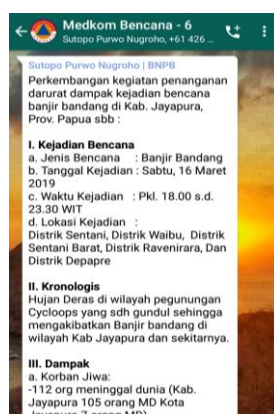 Medkom Bencana - 6
Sutopo Purwo Nugroho, +61 426 ...
Sutopo Purwo Nugroho | BNPB
Perkembangan kegiatan penanganan
darurat dampak kejadian bencana
banjir bandang di Kab. Jayapura,
Prov. Papua sbb :
I. Kejadian Bencana
a. Jenis Bencana : Banjir Bandang
b. Tanggal Kejadian : Sabtu, 16 Maret
2019
c. Waktu Kejadian : Pkl. 18.00 s.d.
23.30 WIT
d. Lokasi Kejadian :
Distrik Sentani, Distrik Waibu, Distrik
Sentani Barat, Distrik Ravenirara, Dan
Distrik Depapre
II. Kronologis
Hujan Deras di wilayah pegunungan
Cycloops yang sdh gundul sehingga
mengakibatkan Banjir bandang di
wilayah Kab Jayapura dan sekitarnya.
III. Dampak
a. Korban Jiwa:
-112 org meninggal dunia (Kab.
Jayapura 105 orang MD Kota
Jayapura 7 orang MD)